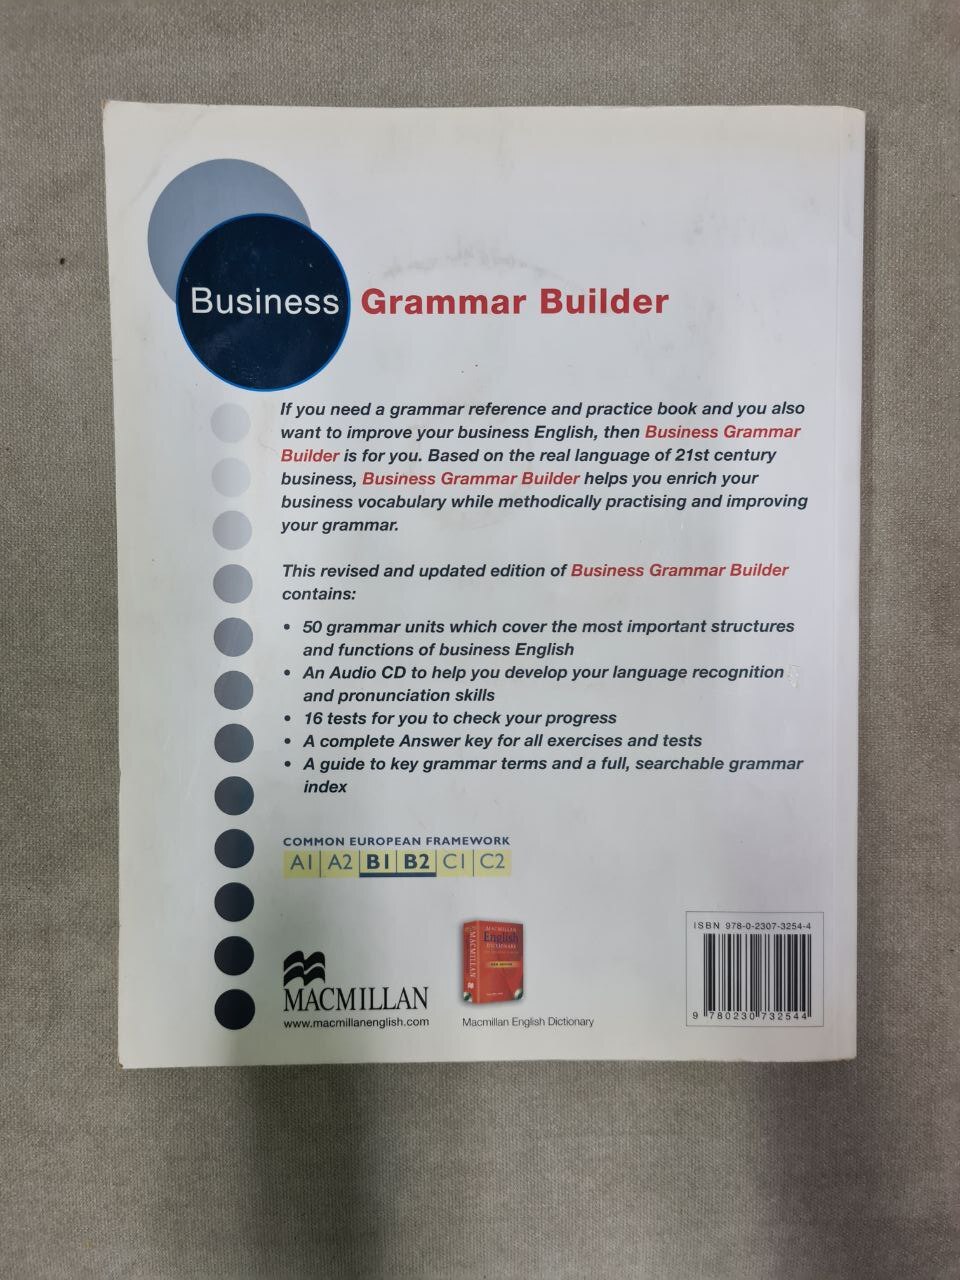 Business Grammar Builder
If you need a grammar reference and practice book and you also
want to improve your business English, then Business Grammar
Builder is for you. Based on the real language of 21st century
business, Business Grammar Builder helps you enrich your
business vocabulary while methodically practising and improving
your grammar.
This revised and updated edition of Business Grammar Builder
contains:
• 50 grammar units which cover the most important structures
and functions of business English
• An Audio CD to help you develop your language recognition
and pronunciation skills
• 16 tests for you to check your progress
• A complete Answer key for all exercises and tests
• A guide to key grammar terms and a full, searchable grammar
index
COMMON EUROPEAN FRAMEWORK
A1 A2 B1 B2 C1 C2
MACMILLAN
www.macmillanenglish.com
MACMILLAN
MACMILLAN
English
DICTIONARY
Macmillan English Dictionary
ISBN 978-0-2307-3254-4
9 780230 732544